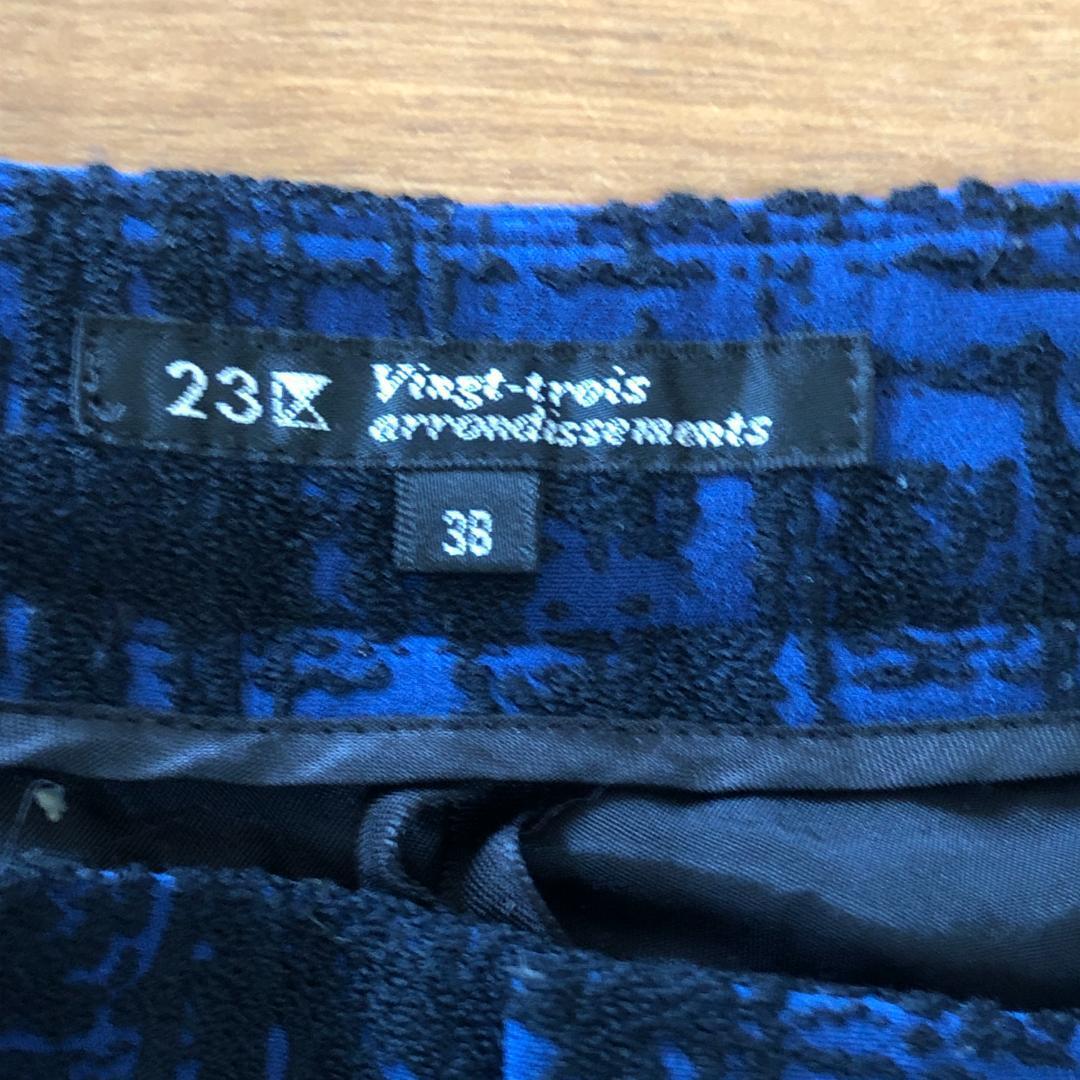 23区 Vingt-trois
arrondissements
38